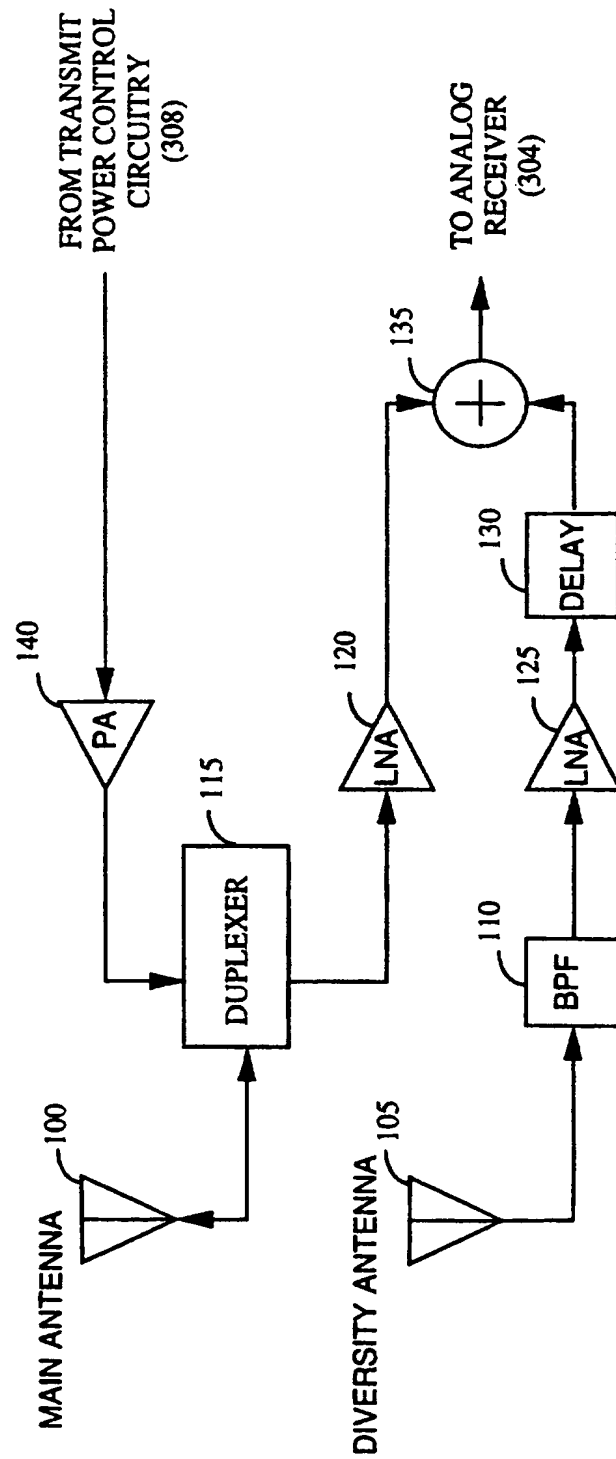 MAIN ANTENNA
100
DUPLEXER
115
PA
140
FROM TRANSMIT
POWER CONTROL
CIRCUITRY
(308)
LNA
120
135
+
TO ANALOG
RECEIVER
(304)
DIVERSITY ANTENNA
105
BPF
110
LNA
125
DELAY
130